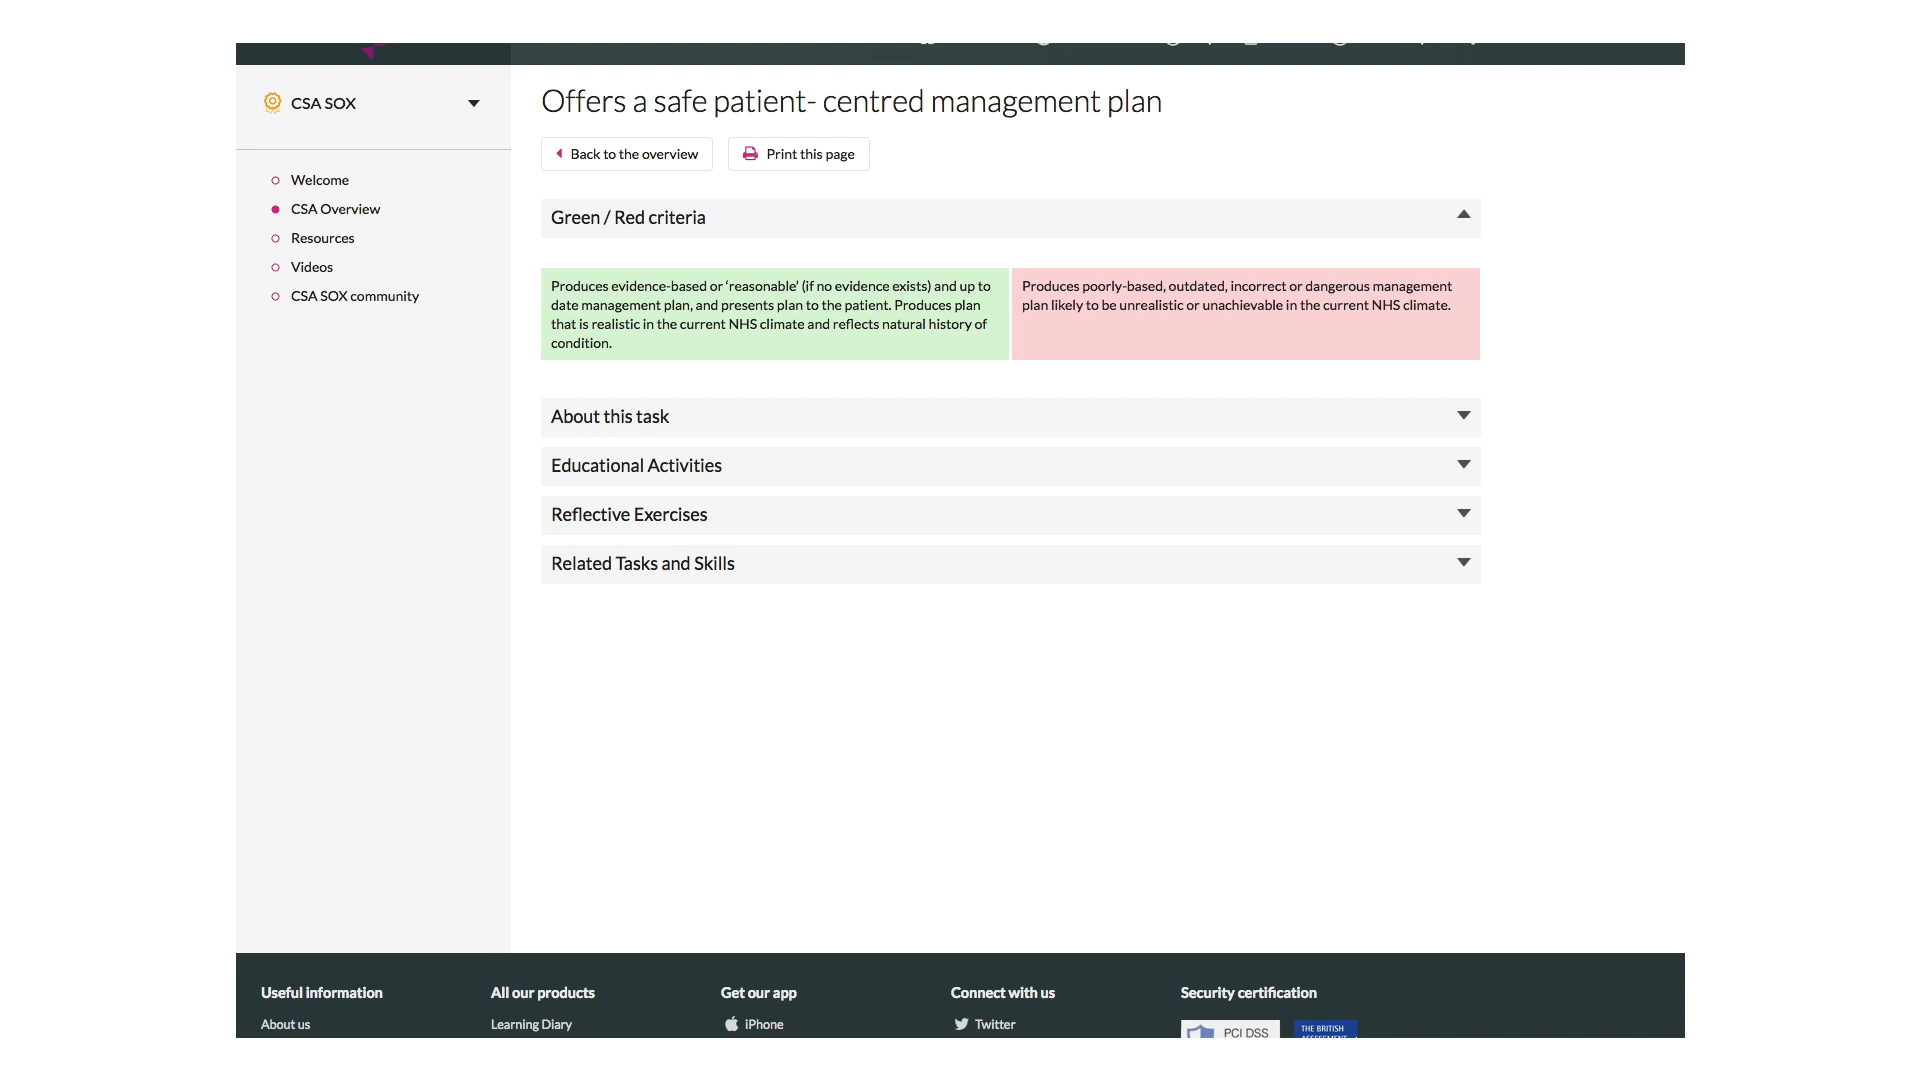 CSA SOX
Welcome
CSA Overview
Resources
Videos
CSA SOX community
Offers a safe patient- centred management plan
Back to the overview
Print this page
Green / Red criteria
Produces evidence-based or ‘reasonable’ (if no evidence exists) and up to
date management plan, and presents plan to the patient. Produces plan
that is realistic in the current NHS climate and reflects natural history of
condition.
Produces poorly-based, outdated, incorrect or dangerous management
plan likely to be unrealistic or unachievable in the current NHS climate.
About this task
Educational Activities
Reflective Exercises
Related Tasks and Skills
Useful information
About us
All our products
Learning Diary
Get our app
iPhone
Connect with us
Twitter
Security certification
PCI DSS
THE BRITISH